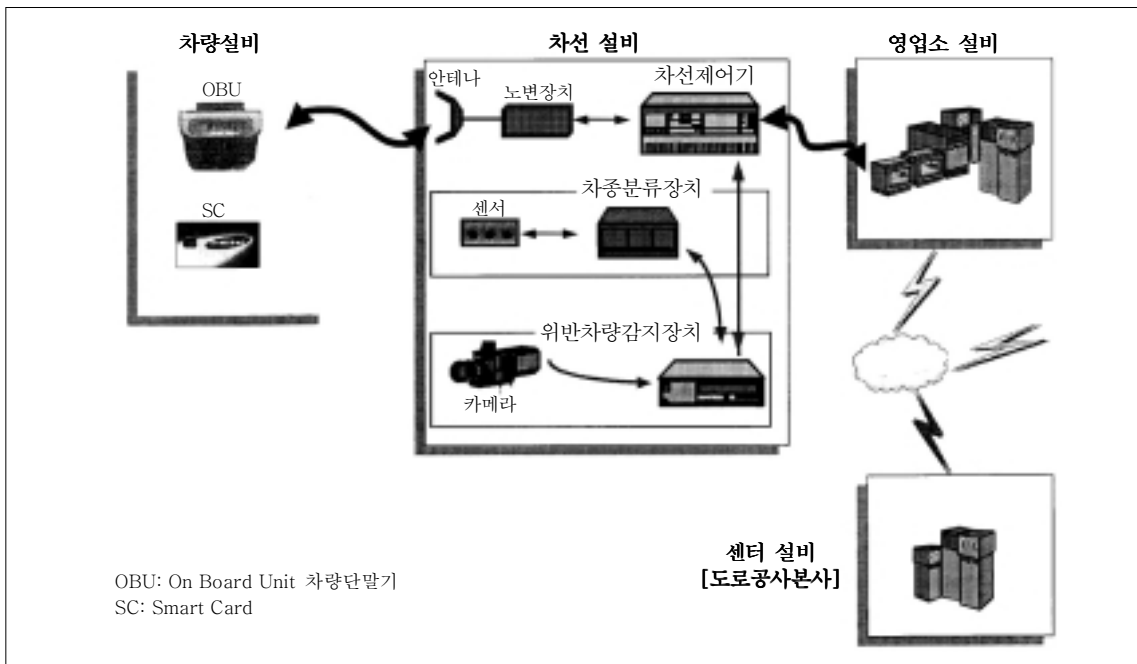 차량설비
차선 설비
영업소 설비
OBU
SC
안테나
노변장치
차선제어기
차종분류장치
센서
위반차량감지장치
카메라
센터 설비
[도로공사본사]
OBU: On Board Unit 차량단말기
SC: Smart Card